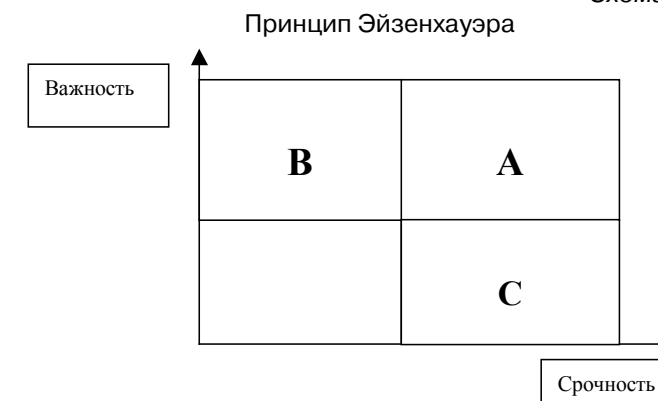 Принцип Эйзенхауэра
Важность
В А
С
Срочность